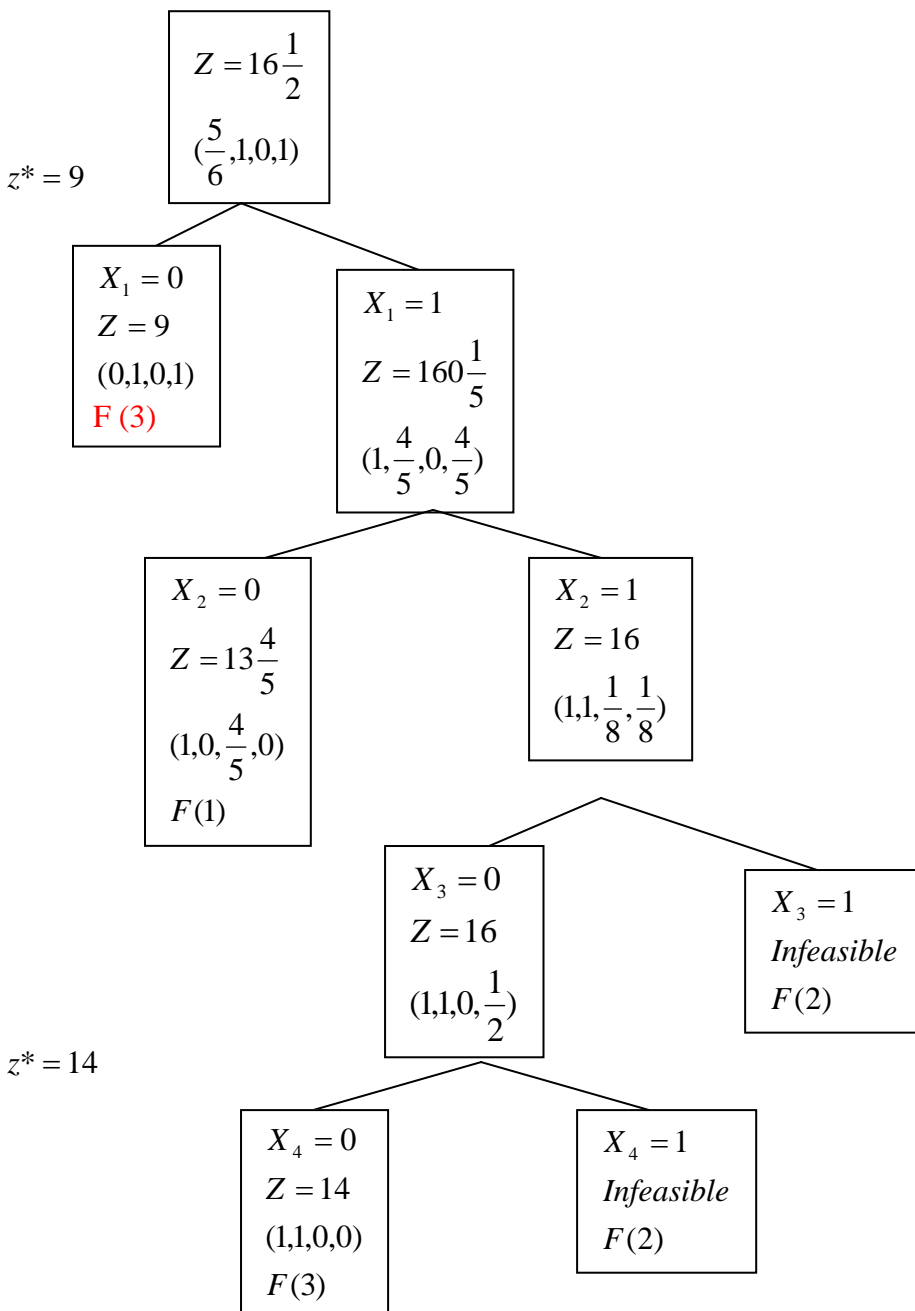 Z = 16 1/2
(5/6,1,0,1)
z* = 9
X₁ = 0
Z = 9
(0,1,0,1)
F (3)
X₁ = 1
Z = 160 1/5
(1,4/5,0,4/5)
X₂ = 0
Z = 13 4/5
(1,0,4/5,0)
F(1)
X₂ = 1
Z = 16
(1,1,1/8,1/8)
X₃ = 0
Z = 16
(1,1,0,1/2)
X₃ = 1
Infeasible
F(2)
z* = 14
X₄ = 0
Z = 14
(1,1,0,0)
F(3)
X₄ = 1
Infeasible
F(2)